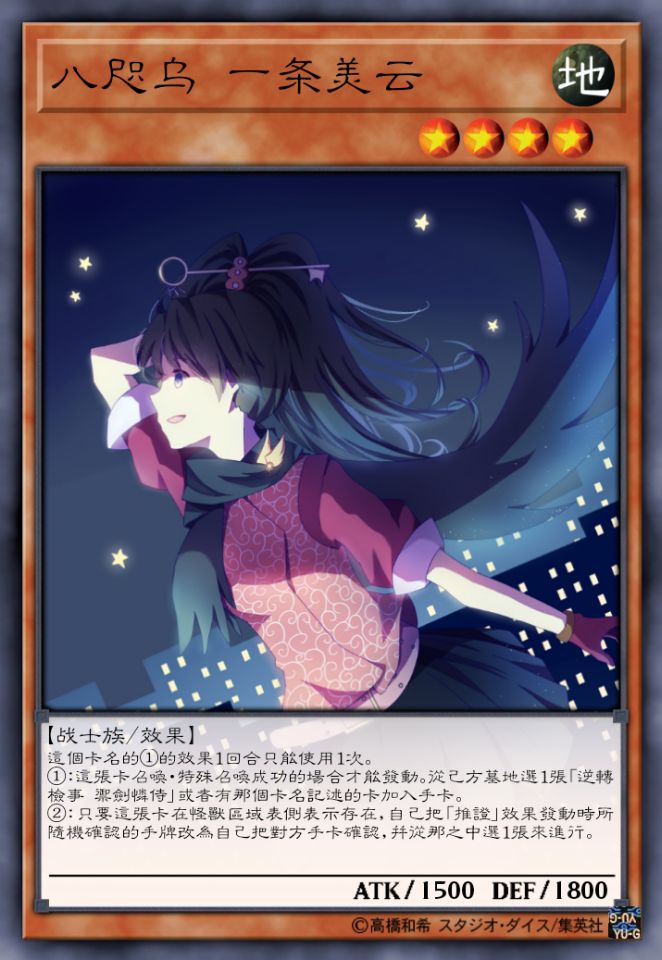 八咫乌 一条美云
地
【战士族/效果】
這個卡名的①的效果1回合只能使用1次。
①:這張卡召喚・特殊召喚成功的場合才能發動。從己方墓地選1張「逆轉
檢事 御劍憐侍」或者有那個卡名記述的卡加入手卡。
②:只要這張卡在怪獸區域表側表示存在,自己把「推證」效果發動時所
隨機確認的手牌改為自己把對方手卡確認,并從那之中選1張來進行。
ATK/1500 DEF/1800
©高橋和希 スタジオ・ダイス/集英社